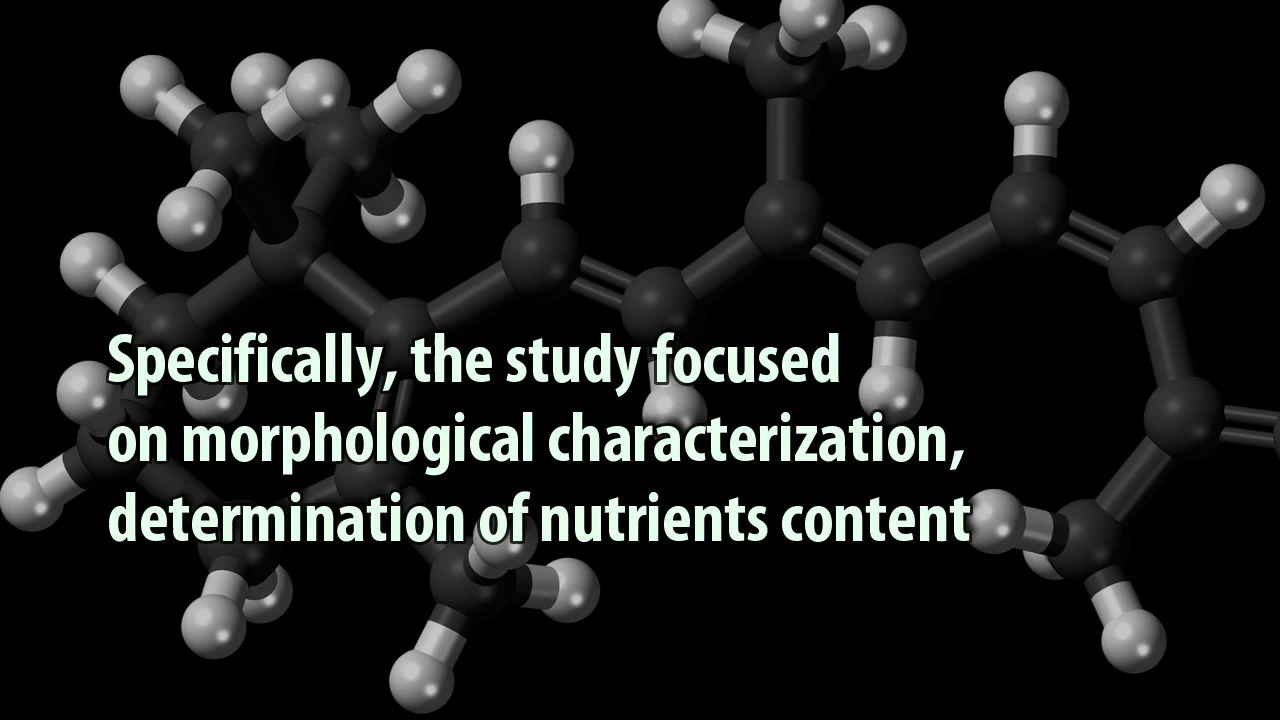 Specifically, the study focused
on morphological characterization,
determination of nutrients content